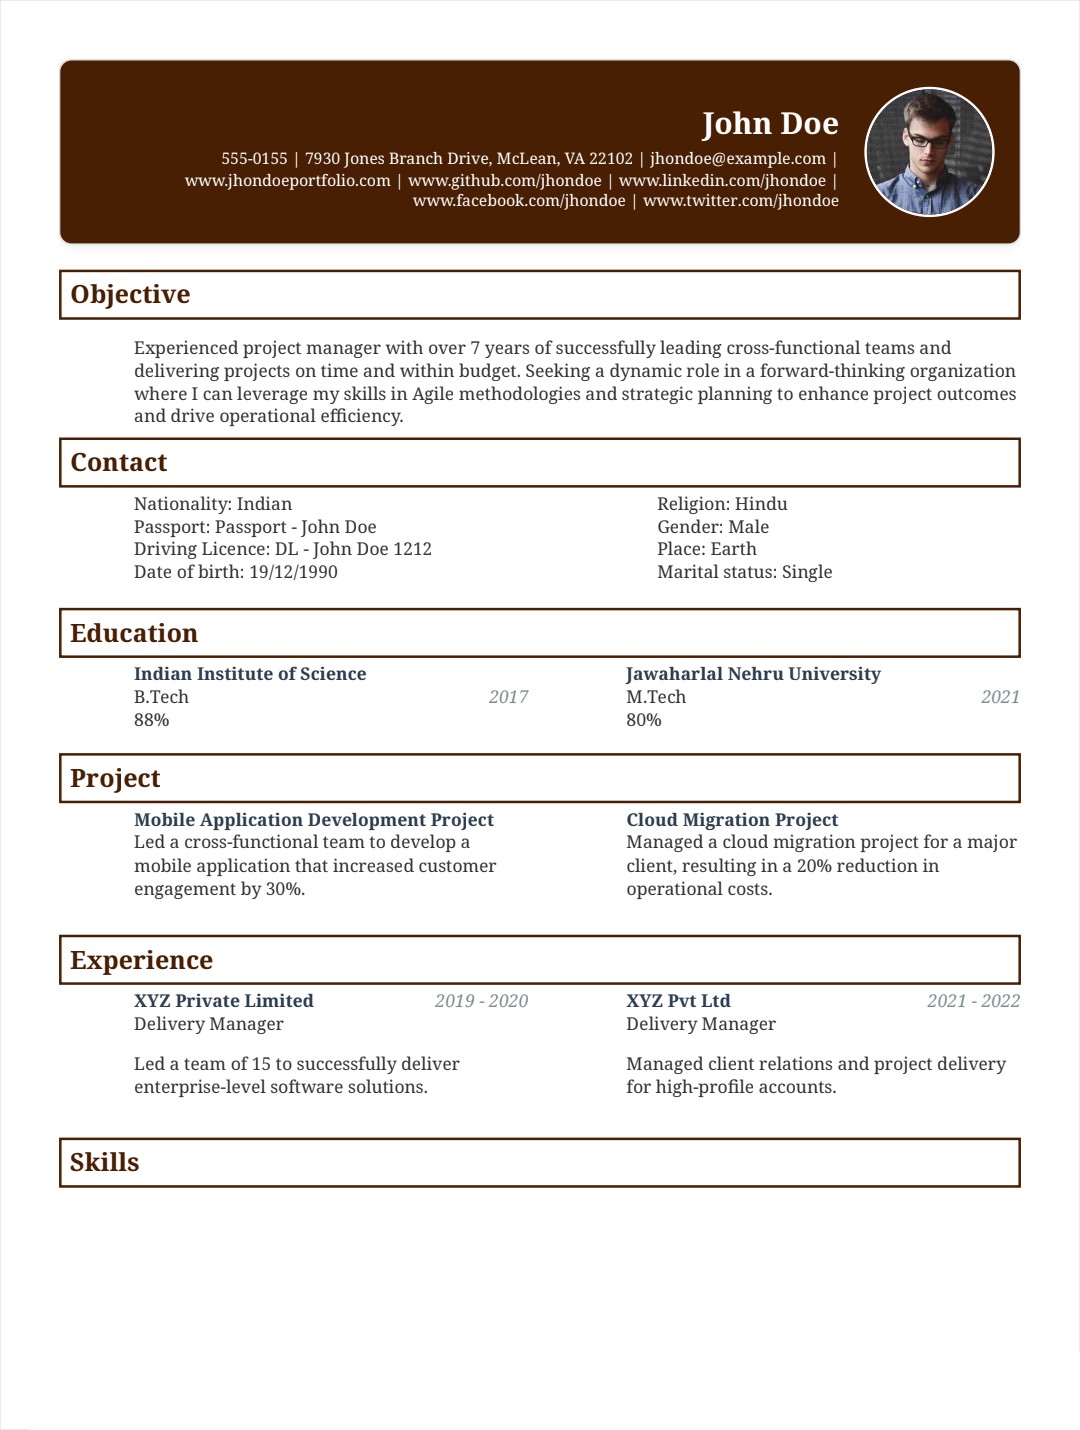 John Doe
555-0155 | 7930 Jones Branch Drive, McLean, VA 22102 | jhondoe@example.com |
www.jhondoeportfolio.com | www.github.com/jhondoe | www.linkedin.com/jhondoe |
www.facebook.com/jhondoe | www.twitter.com/jhondoe
Objective
Experienced project manager with over 7 years of successfully leading cross-functional teams and
delivering projects on time and within budget. Seeking a dynamic role in a forward-thinking organization
where I can leverage my skills in Agile methodologies and strategic planning to enhance project outcomes
and drive operational efficiency.
Contact
Nationality: Indian
Passport: Passport - John Doe
Driving Licence: DL - John Doe 1212
Date of birth: 19/12/1990
Religion: Hindu
Gender: Male
Place: Earth
Marital status: Single
Education
Indian Institute of Science
B.Tech 2017
88%
Jawaharlal Nehru University
M.Tech 2021
80%
Project
Mobile Application Development Project
Led a cross-functional team to develop a
mobile application that increased customer
engagement by 30%.
Cloud Migration Project
Managed a cloud migration project for a major
client, resulting in a 20% reduction in
operational costs.
Experience
XYZ Private Limited 2019 - 2020
Delivery Manager
Led a team of 15 to successfully deliver
enterprise-level software solutions.
XYZ Pvt Ltd 2021 - 2022
Delivery Manager
Managed client relations and project delivery
for high-profile accounts.
Skills